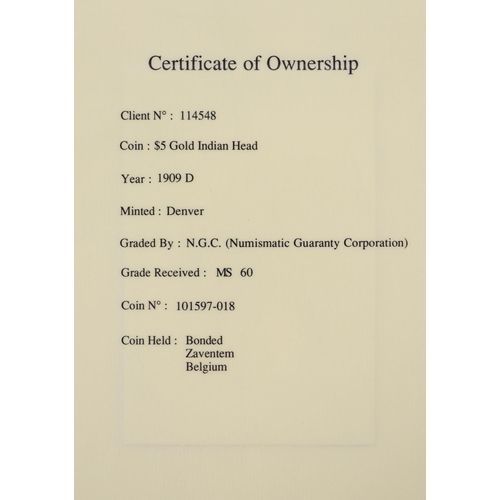 Certificate of Ownership
Client N° : 114548
Coin : $5 Gold Indian Head
Year : 1909 D
Minted : Denver
Graded By : N.G.C. (Numismatic Guaranty Corporation)
Grade Received : MS 60
Coin N° : 101597-018
Coin Held : Bonded
Zaventem
Belgium